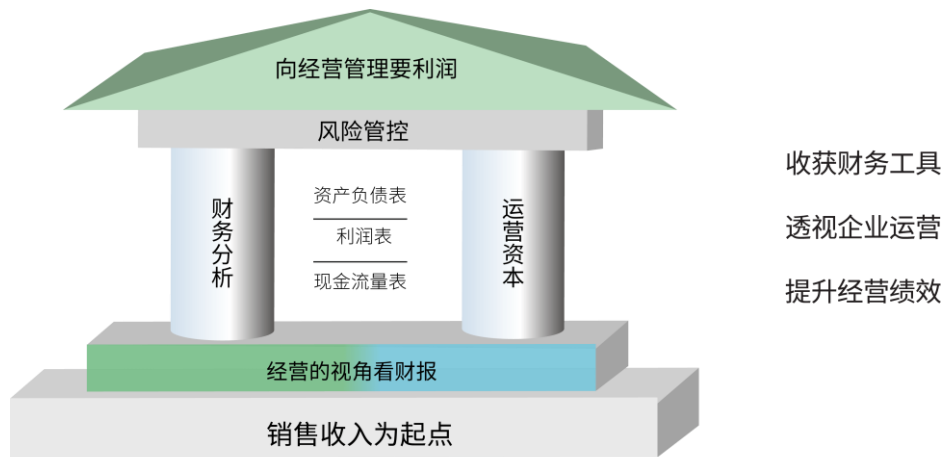 向经营管理要利润
风险管控
财务分析
资产负债表
利润表
现金流量表
运营资本
经营的视角看财报
销售收入为起点
收获财务工具
透视企业运营
提升经营绩效